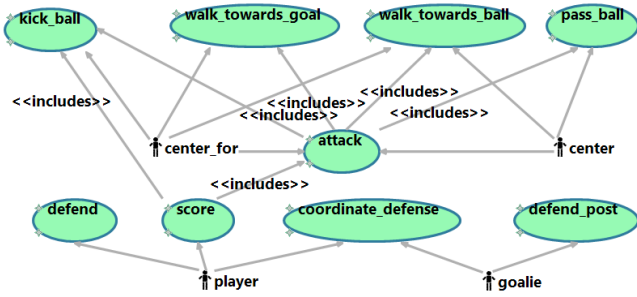 kick_ball
walk_towards_goal
walk_towards_ball
pass_ball
<<includes>>
<<includes>>
<<includes>>
<<includes>>
<<includes>>
center_for
attack
center
<<includes>>
defend
score
coordinate_defense
defend_post
player
goalie